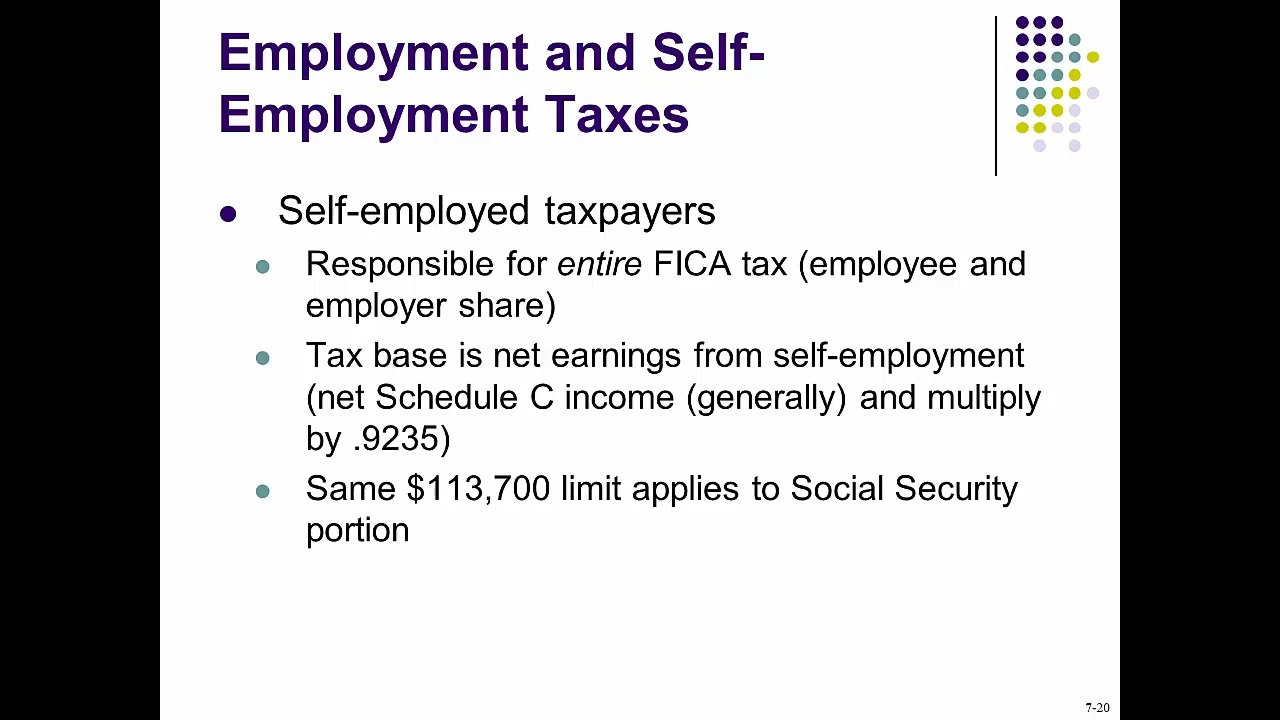 Employment and Self-
Employment Taxes
Self-employed taxpayers
Responsible for entire FICA tax (employee and
employer share)
Tax base is net earnings from self-employment
(net Schedule C income (generally) and multiply
by .9235)
Same $113,700 limit applies to Social Security
portion
7-20